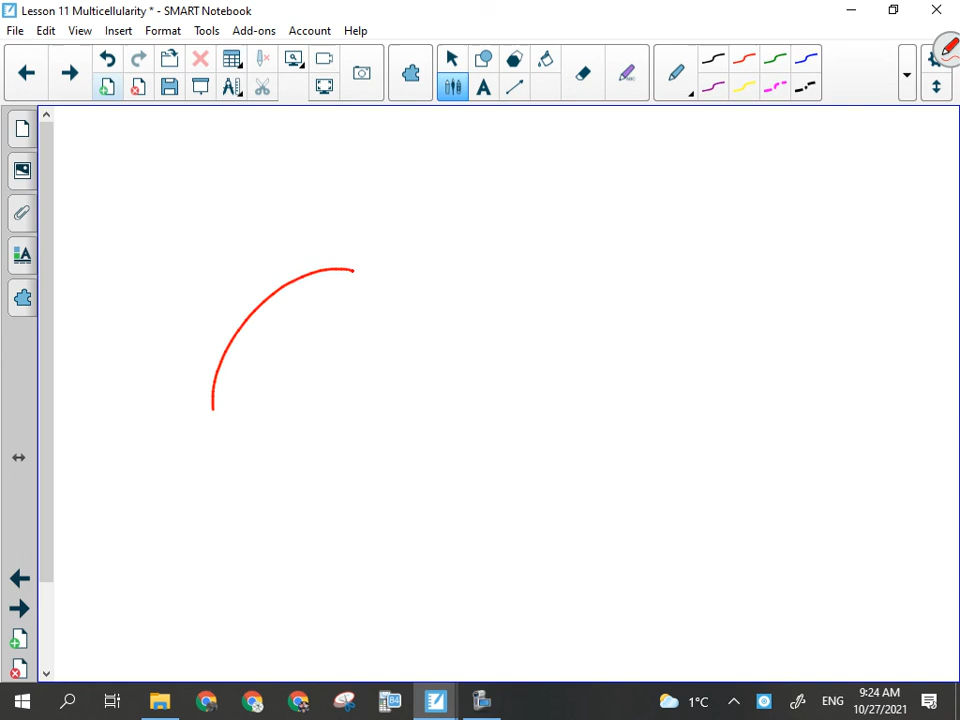 Lesson 11 Multicellularity * - SMART Notebook
File Edit View Insert Format Tools Add-ons Account Help
A
A
1°C ENG 9:24 AM
10/27/2021